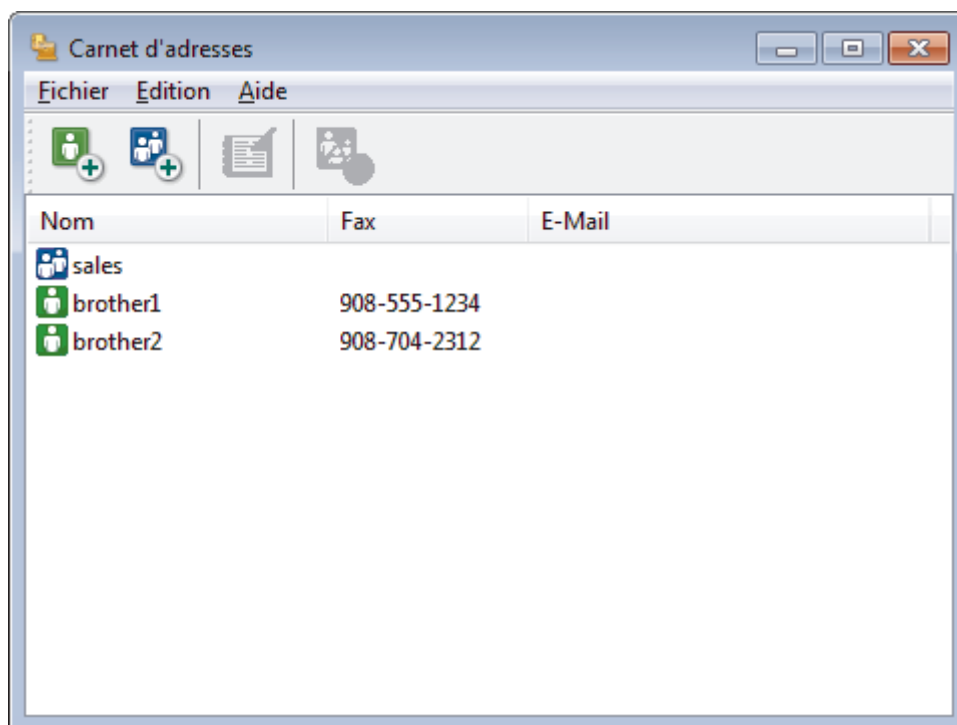 Carnet d'adresses
Fichier Edition Aide
Nom Fax E-Mail
sales
brother1 908-555-1234
brother2 908-704-2312